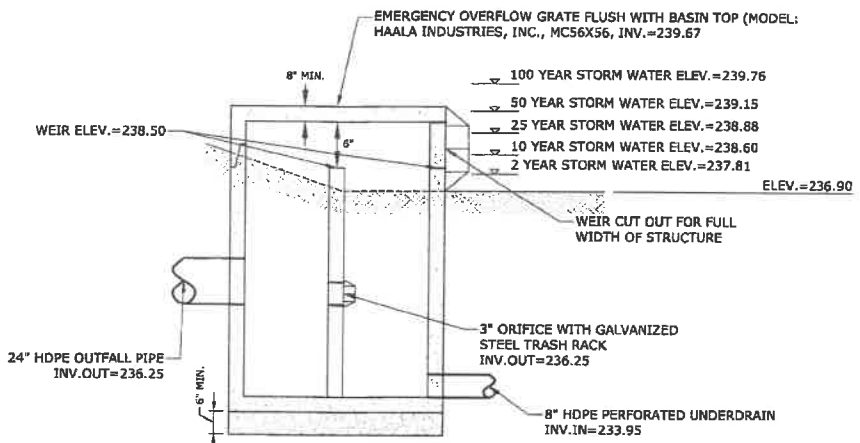 EMERGENCY OVERFLOW GRATE FLUSH WITH BASIN TOP (MODEL:
HAALA INDUSTRIES, INC., MC56X56, INV.=239.67
8" MIN.
100 YEAR STORM WATER ELEV.=239.76
50 YEAR STORM WATER ELEV.=239.15
25 YEAR STORM WATER ELEV.=238.88
10 YEAR STORM WATER ELEV.=238.60
2 YEAR STORM WATER ELEV.=237.81
WEIR ELEV.=238.50
6"
ELEV.=236.90
WEIR CUT OUT FOR FULL
WIDTH OF STRUCTURE
3" ORIFICE WITH GALVANIZED
STEEL TRASH RACK
INV.OUT=236.25
24" HDPE OUTFALL PIPE
INV.OUT=236.25
6" MIN.
8" HDPE PERFORATED UNDERDRAIN
INV.IN=233.95